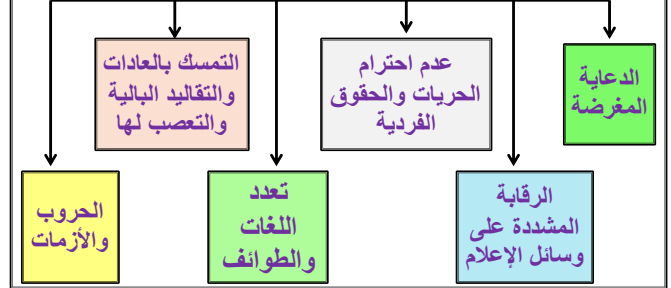 الدعاية
المغرضة
عدم احترام
الحريات والحقوق
الفردية
التمسك بالعادات
والتقاليد البالية
والتعصب لها
الرقابة
المشددة على
وسائل الإعلام
تعدد
اللغات
والطوائف
الحروب
والأزمات